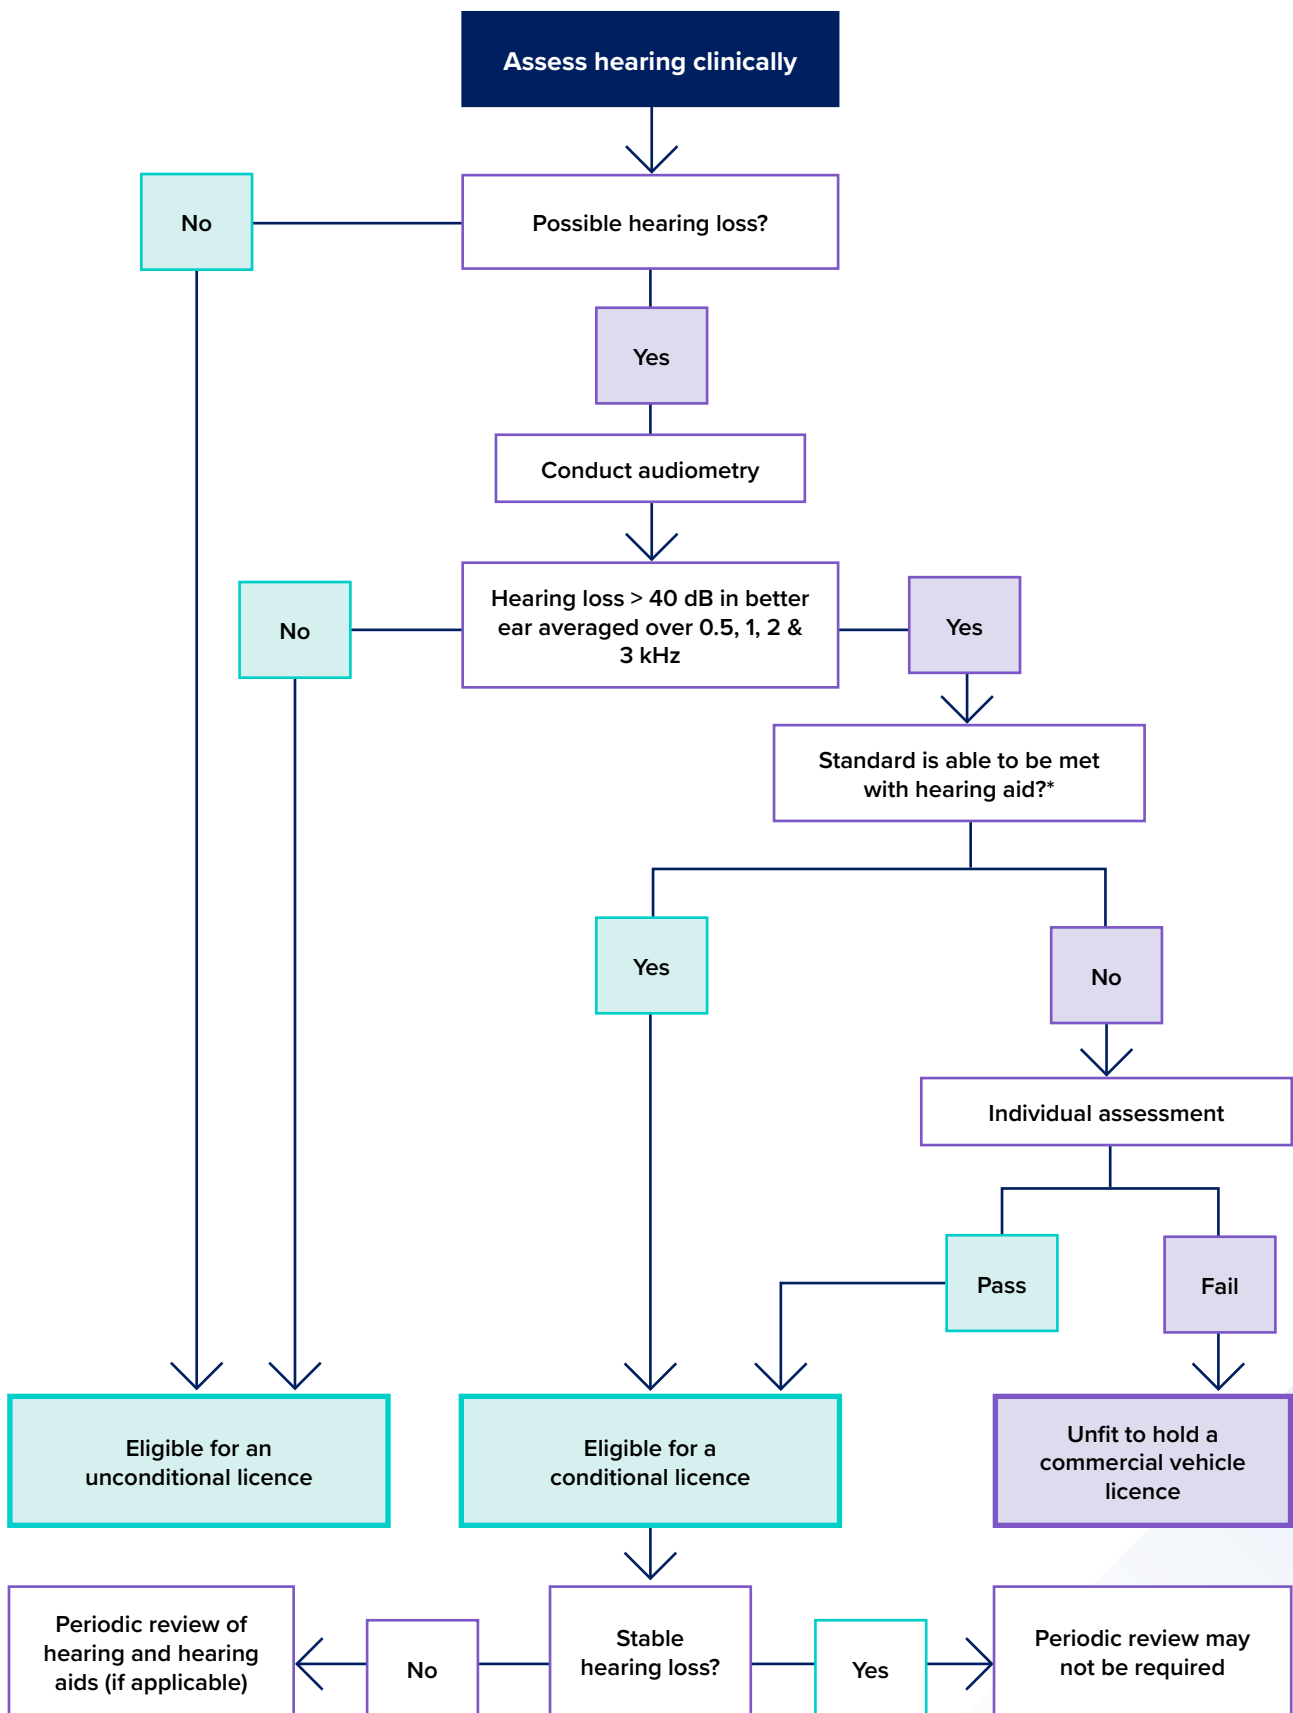 Assess hearing clinically
No
Possible hearing loss?
Yes
Conduct audiometry
No
Hearing loss > 40 dB in better
ear averaged over 0.5, 1, 2 &
3 kHz
Yes
Standard is able to be met
with hearing aid?*
Yes
No
Individual assessment
Pass
Fail
Eligible for an
unconditional licence
Eligible for a
conditional licence
Unfit to hold a
commercial vehicle
licence
Periodic review of
hearing and hearing
aids (if applicable)
No
Stable
hearing loss?
Yes
Periodic review may
not be required